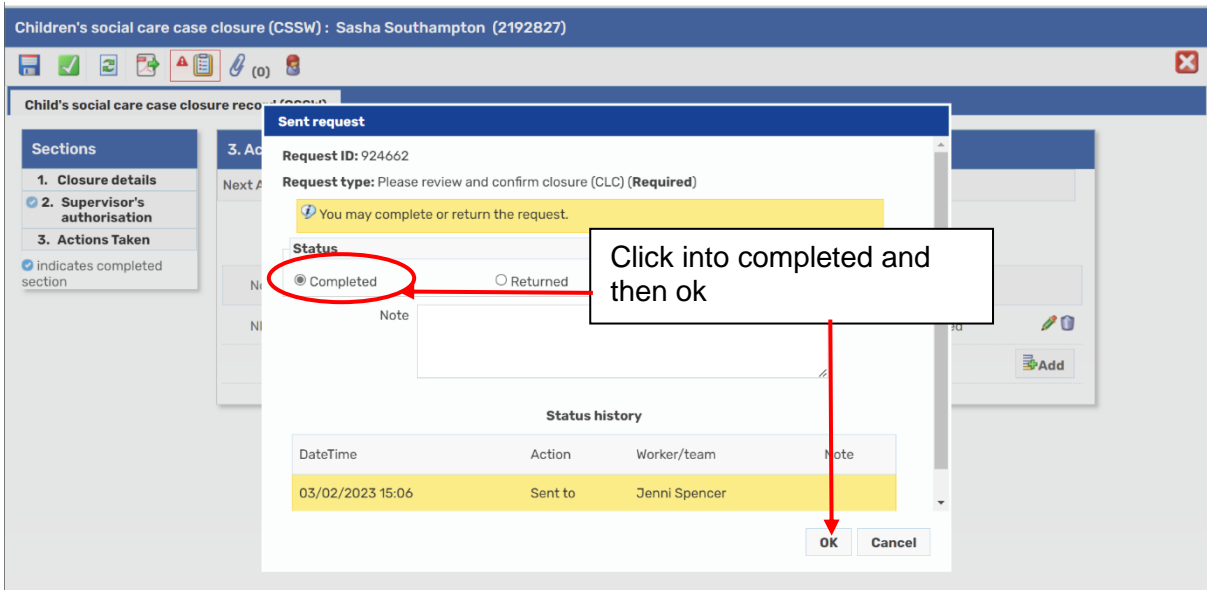 Children's social care case closure (CSSW) : Sasha Southampton (2192827)
(0)
Child's social care case closure record
Sent request
Sections
1. Closure details
2. Supervisor's
authorisation
3. Actions Taken
indicates completed
section
3. Ac
Next A
Request ID: 924662
Request type: Please review and confirm closure (CLC) (Required)
You may complete or return the request.
Status
Completed
Returned
Click into completed and
then ok
Note
Add
Status history
DateTime Action Worker/team Note
03/02/2023 15:06 Sent to Jenni Spencer
OK Cancel